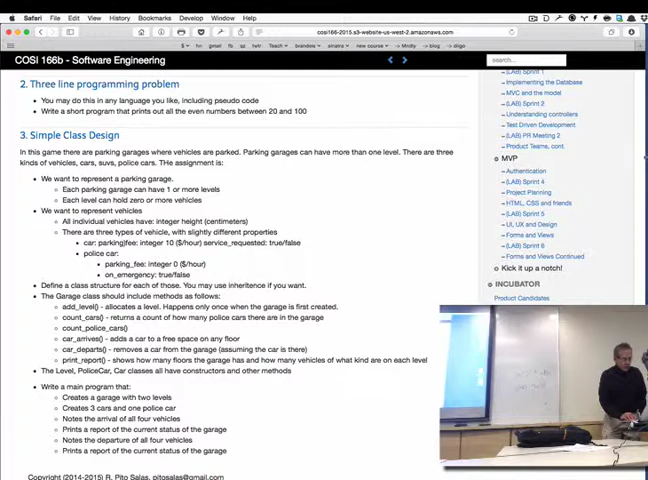 Safari File Edit View History Bookmarks Develop Window Help
cosi166-2015.s3-website-us-west-2.amazonaws.com
COSI 166b - Software Engineering
search...
2. Three line programming problem
You may do this in any language you like, including pseudo code
Write a short program that prints out all the even numbers between 20 and 100
3. Simple Class Design
In this game there are parking garages where vehicles are parked. Parking garages can have more than one level. There are three
kinds of vehicles, cars, suvs, police cars. THe assignment is:
We want to represent a parking garage.
Each parking garage can have 1 or more levels
Each level can hold zero or more vehicles
We want to represent vehicles
All individual vehicles have: integer height (centimeters)
There are three types of vehicle, with slightly different properties
car: parking_fee: integer 10 ($/hour) service_requested: true/false
police car:
parking_fee: integer 0 ($/hour)
on_emergency: true/false
Define a class structure for each of those. You may use inheritence if you want.
The Garage class should include methods as follows:
add_level() - allocates a level. Happens only once when the garage is first created.
count_cars() - returns a count of how many police cars there are in the garage
count_police_cars()
car_arrives() - adds a car to a free space on any floor
car_departs() - removes a car from the garage (assuming the car is there)
print_report() - shows how many floors the garage has and how many vehicles of what kind are on each level
The Level, PoliceCar, Car classes all have constructors and other methods
Write a main program that:
Creates a garage with two levels
Creates 3 cars and one police car
Notes the arrival of all four vehicles
Prints a report of the current status of the garage
Notes the departure of all four vehicles
Prints a report of the current status of the garage
Copyright (2014-2015) R. Pito Salas, pitosalas@gmail.com
(LAB) Sprint 1
Implementing the Database
MVC and the model
(LAB) Sprint 2
Understanding controllers
Test Driven Development
(LAB) PR Meeting 2
Product Teams, cont.
MVP
Authentication
(LAB) Sprint 4
Project Planning
HTML, CSS and friends
(LAB) Sprint 5
UI, UX and Design
Forms and Views
(LAB) Sprint 6
Forms and Views Continued
Kick it up a notch!
INCUBATOR
Product Candidates